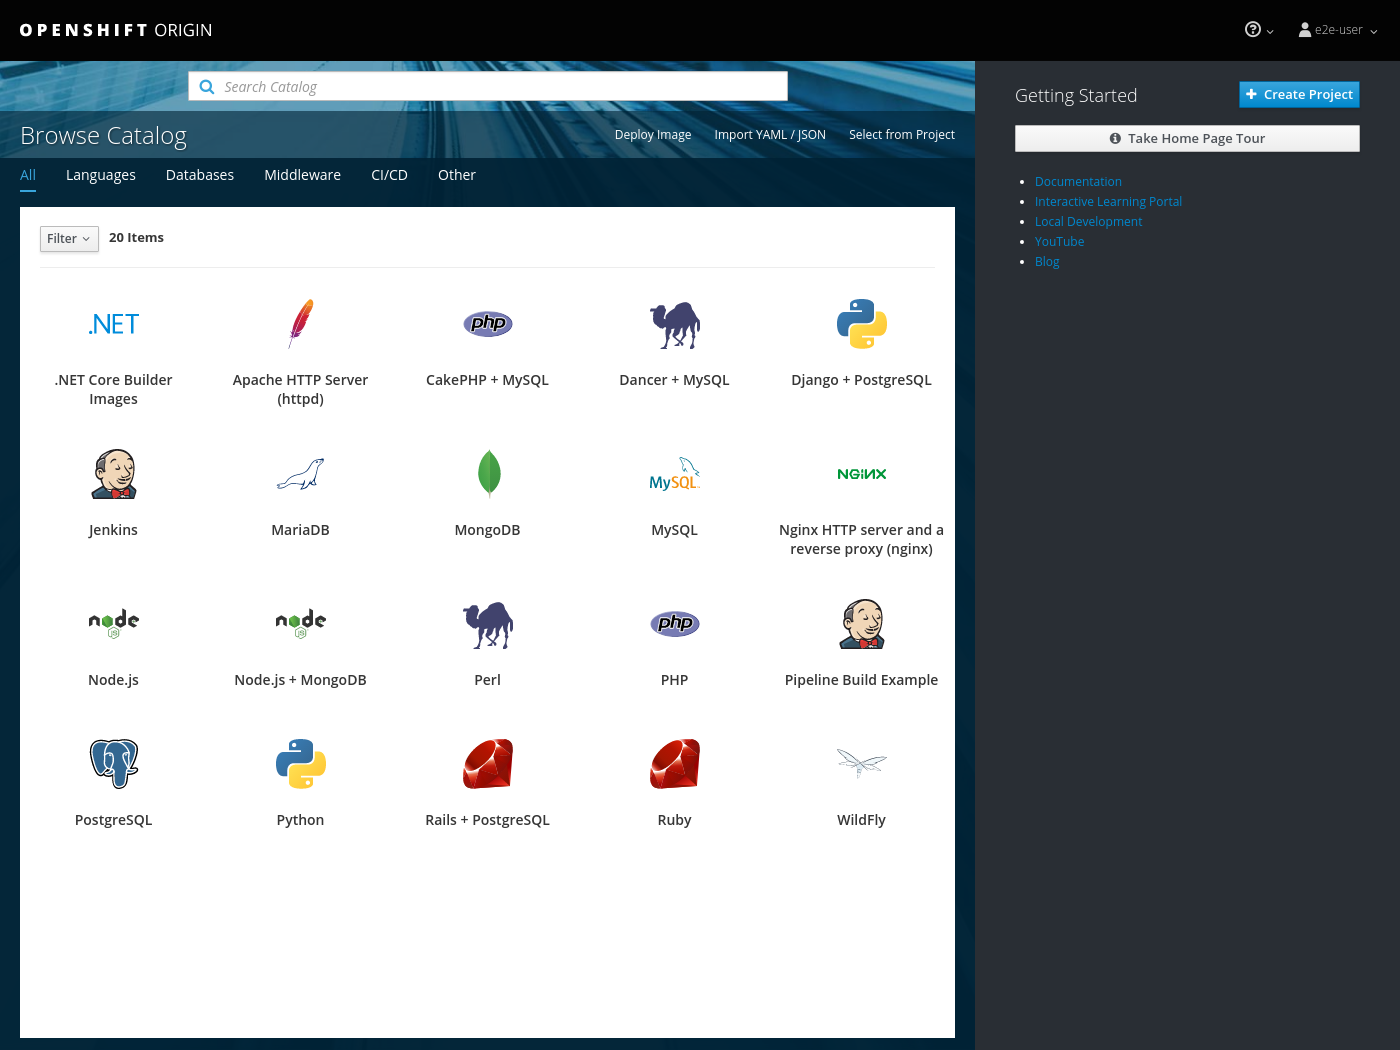 OPENSHIFT ORIGIN
e2e-user
Search Catalog
Browse Catalog
Deploy Image
Import YAML / JSON
Select from Project
All
Languages
Databases
Middleware
CI/CD
Other
Filter
20 Items
.NET
php
.NET Core Builder
Images
Apache HTTP Server
(httpd)
CakePHP + MySQL
Dancer + MySQL
Django + PostgreSQL
MySQL
NGINX
Jenkins
MariaDB
MongoDB
MySQL
Nginx HTTP server and a
reverse proxy (nginx)
node
JS
node
JS
php
Node.js
Node.js + MongoDB
Perl
PHP
Pipeline Build Example
PostgreSQL
Python
Rails + PostgreSQL
Ruby
WildFly
Getting Started
Create Project
Take Home Page Tour
Documentation
Interactive Learning Portal
Local Development
YouTube
Blog